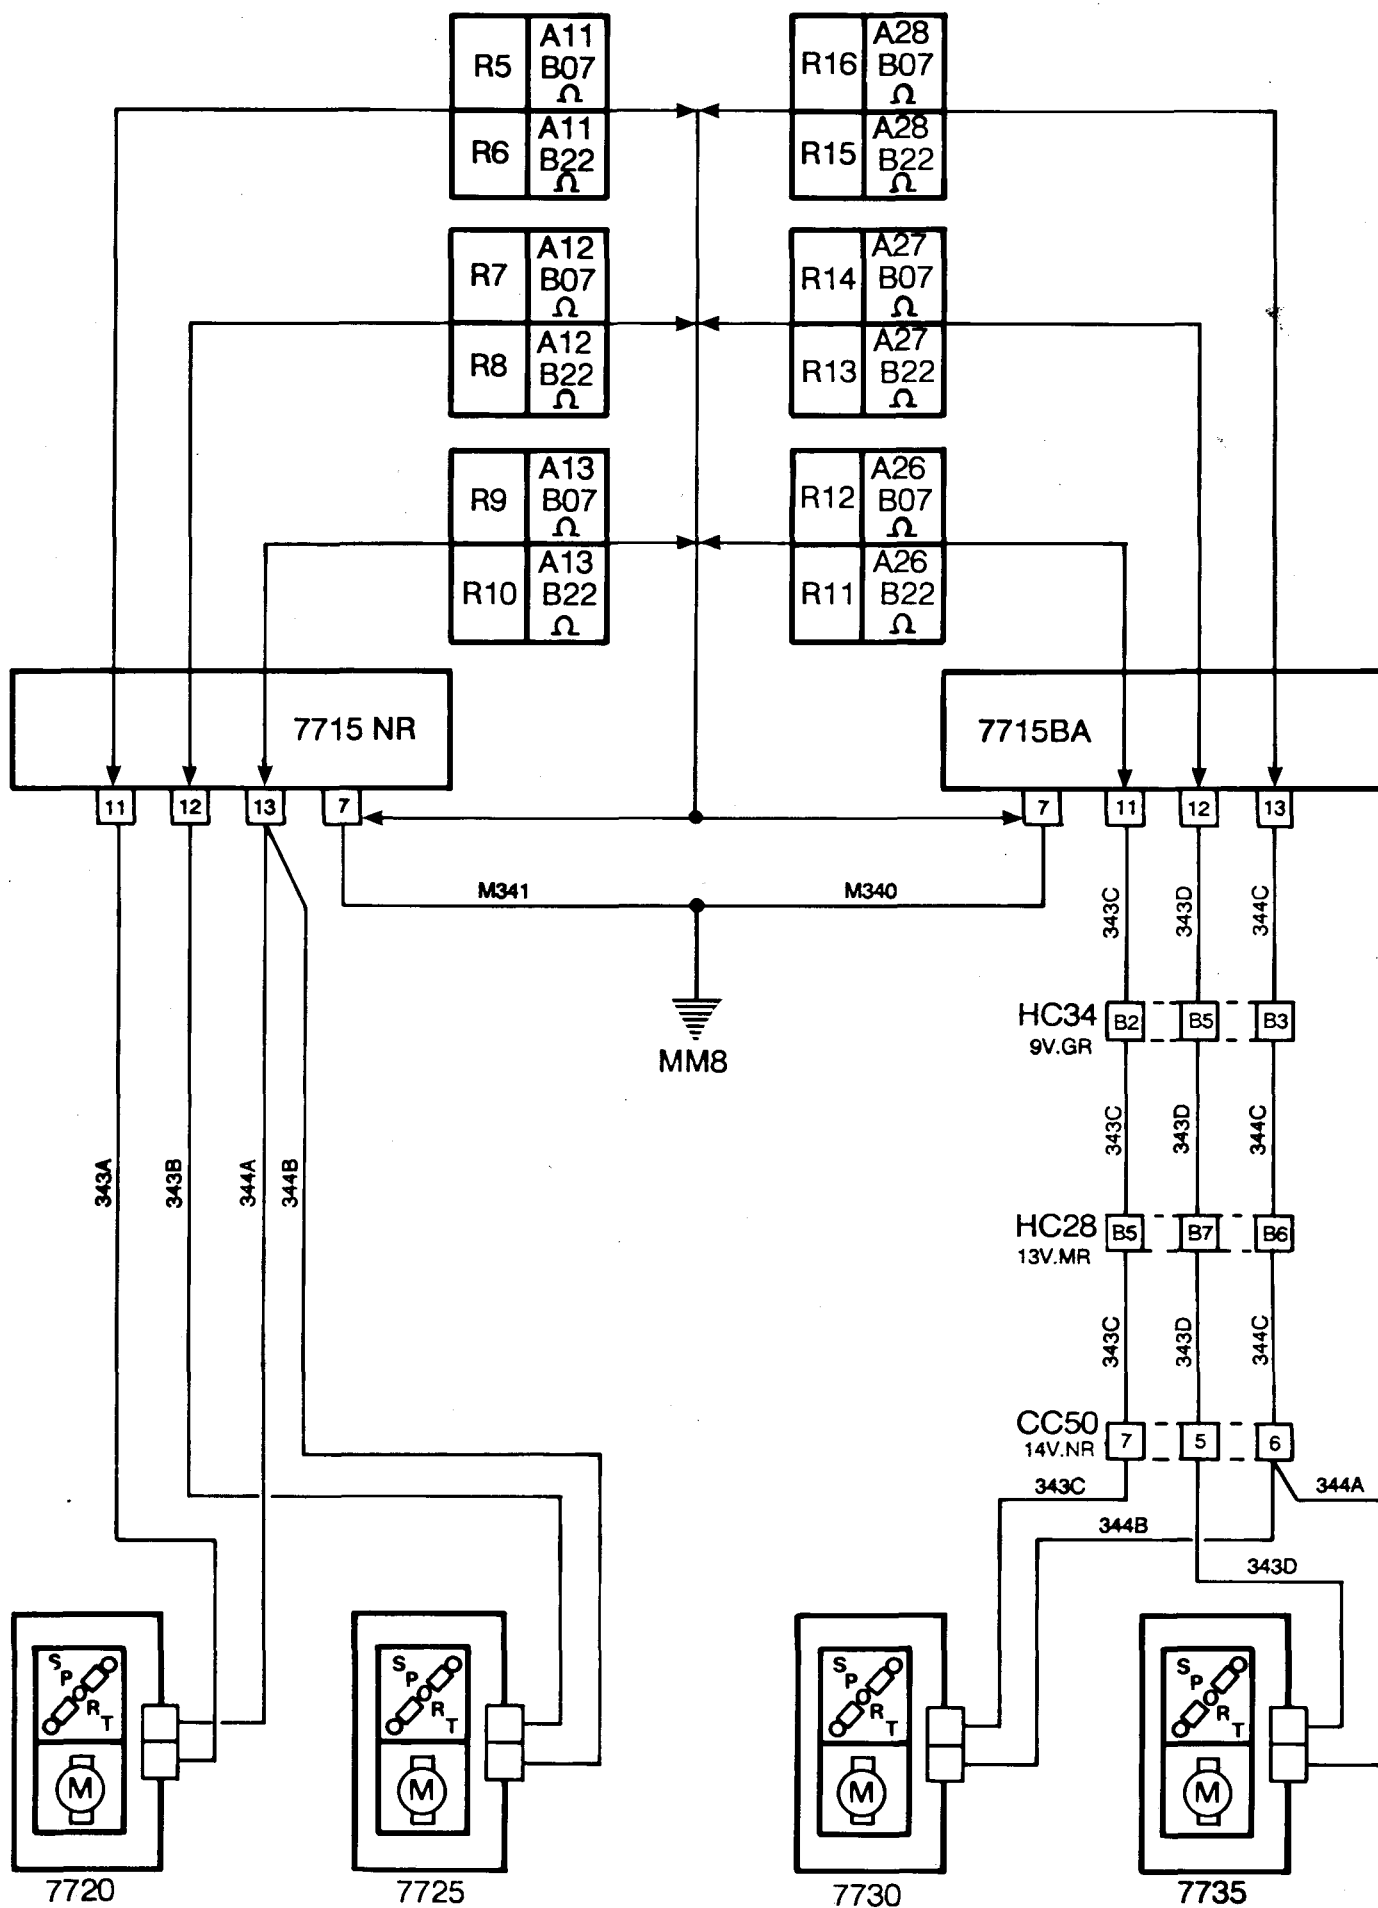 R5
A11
B07
Ω
R6
A11
B22
Ω
R16
A28
B07
Ω
R15
A28
B22
Ω
R7
A12
B07
Ω
R8
A12
B22
Ω
R14
A27
B07
Ω
R13
A27
B22
Ω
R9
A13
B07
Ω
R10
A13
B22
Ω
R12
A26
B07
Ω
R11
A26
B22
Ω
7715 NR
7715BA
11
12
13
7
7
11
12
13
M341
M340
343C
343D
344C
MM8
HC34
9V.GR
B2
B5
B3
343A
343B
344A
344B
343C
343D
344C
HC28
13V.MR
B5
B7
B6
343C
343D
344C
CC50
14V.NR
7
5
6
343C
344B
344A
343D
S P R T
M
7720
S P R T
M
7725
S P R T
M
7730
S P R T
M
7735